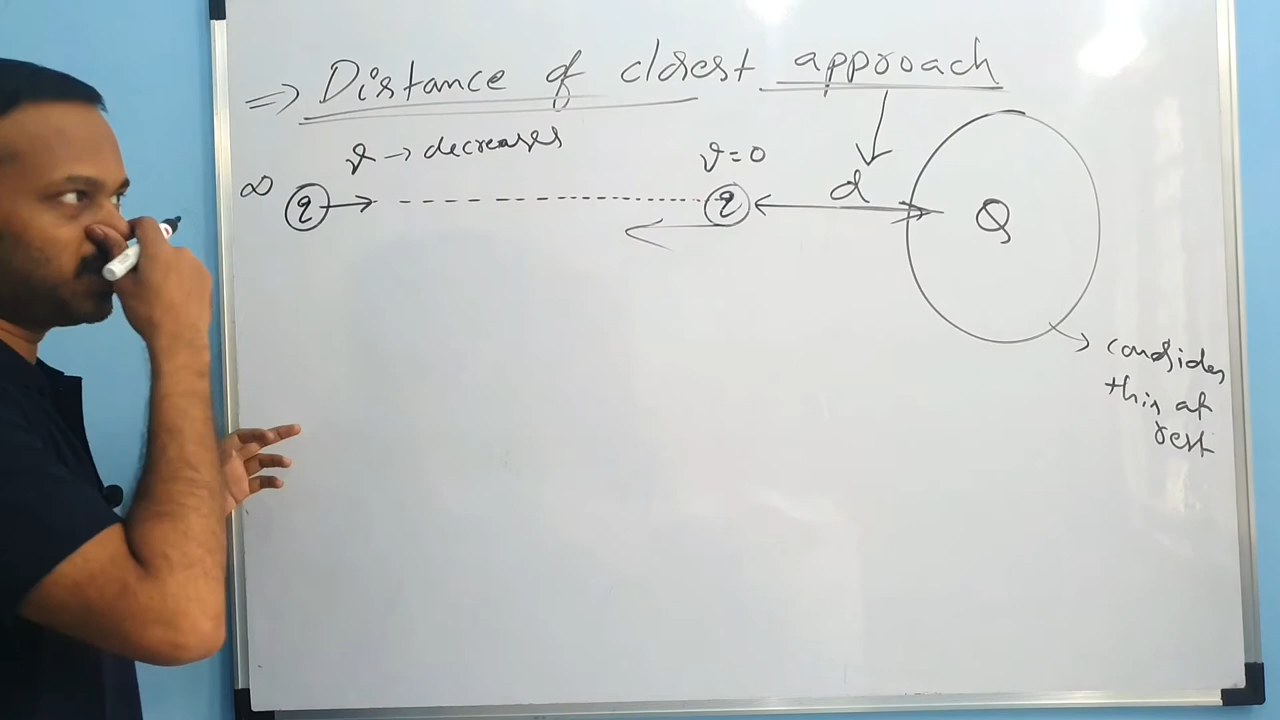 ⇒ Distance of closest approach
v → decreases
v = 0
∞ q q d Q
consider
this at
rest